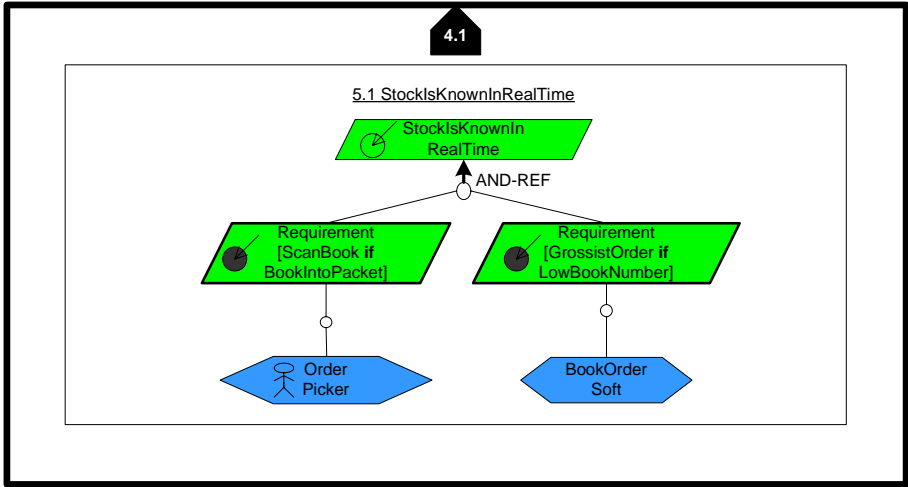 4.1
5.1 StockIsKnownInRealTime
StockIsKnownIn
RealTime
AND-REF
Requirement
[ScanBook if
BookIntoPacket]
Requirement
[GrossistOrder if
LowBookNumber]
Order
Picker
BookOrder
Soft